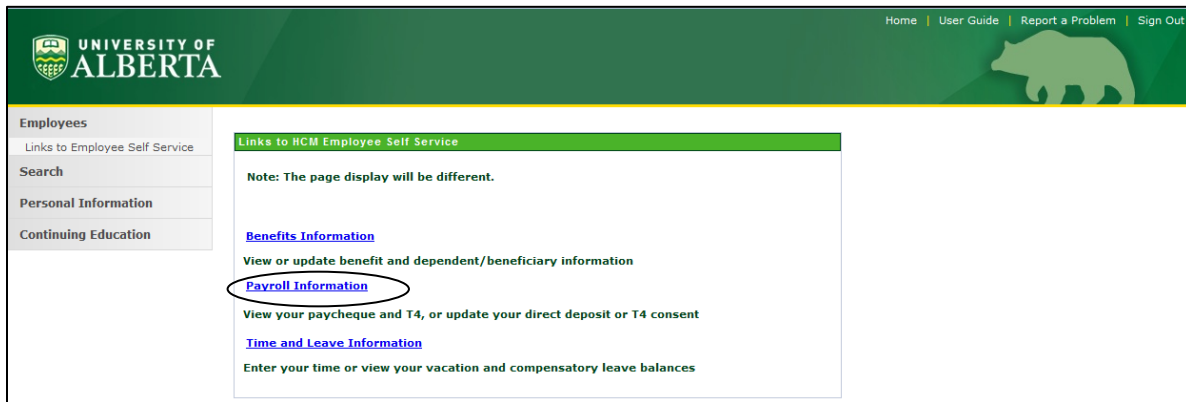 Home | User Guide | Report a Problem | Sign Out
UNIVERSITY OF
ALBERTA
Employees
Links to Employee Self Service
Search
Personal Information
Continuing Education
Links to HCM Employee Self Service
Note: The page display will be different.
Benefits Information
View or update benefit and dependent/beneficiary information
Payroll Information
View your paycheque and T4, or update your direct deposit or T4 consent
Time and Leave Information
Enter your time or view your vacation and compensatory leave balances